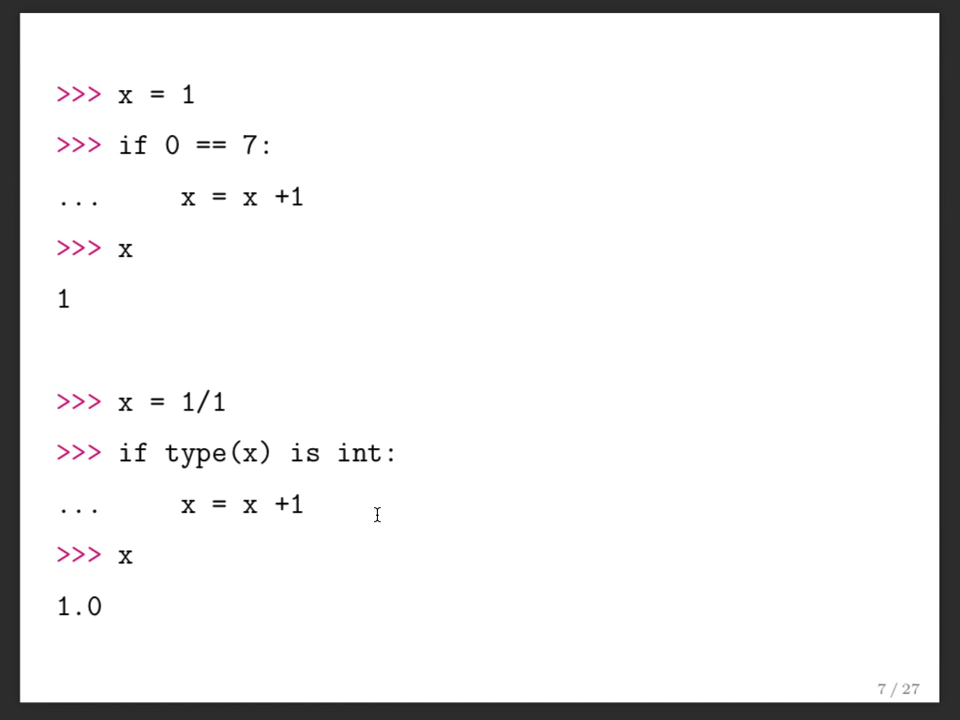 >>> x = 1
>>> if 0 == 7:
...     x = x +1
>>> x
1
>>> x = 1/1
>>> if type(x) is int:
...     x = x +1
>>> x
1.0
7 / 27